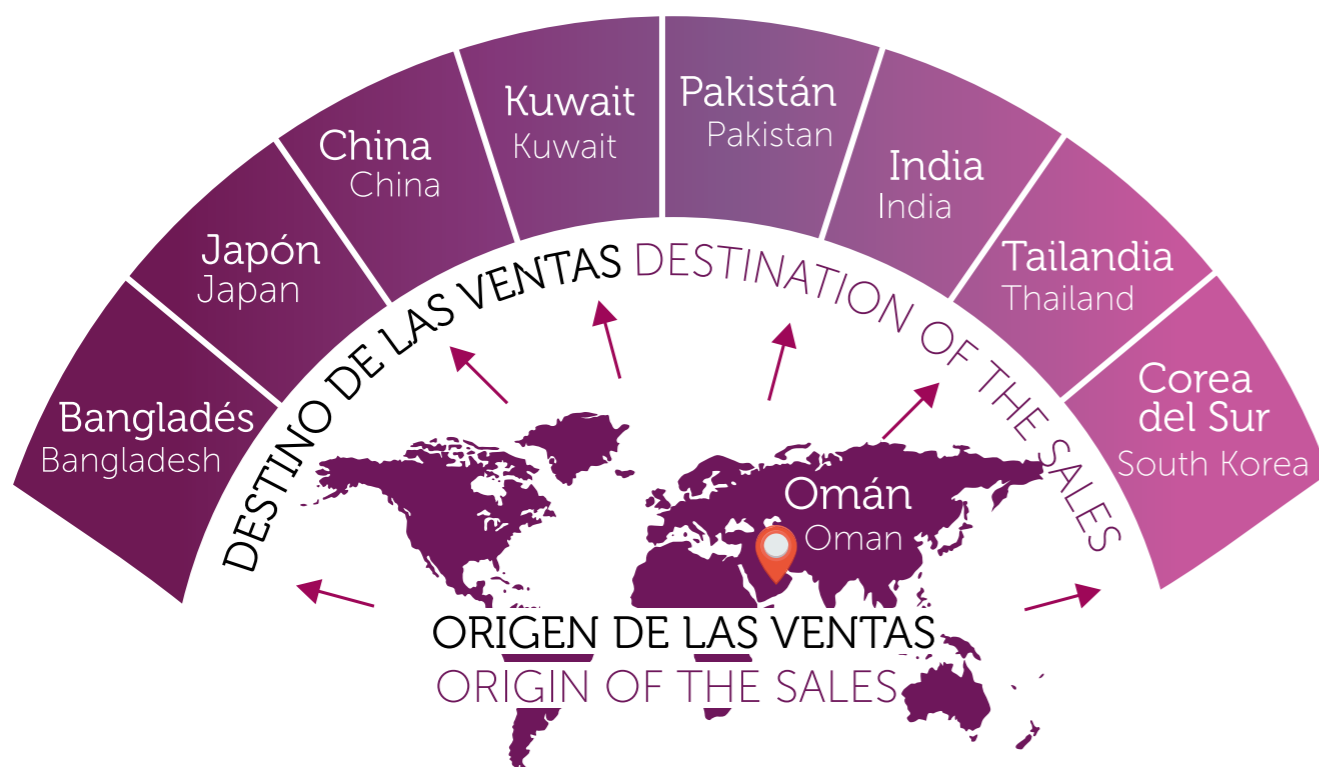 Bangladés
Bangladesh
Japón
Japan
China
China
Kuwait
Kuwait
Pakistán
Pakistan
India
India
Tailandia
Thailand
Corea
del Sur
South Korea
DESTINO DE LAS VENTAS DESTINATION OF THE SALES
Omán
Oman
ORIGEN DE LAS VENTAS
ORIGIN OF THE SALES